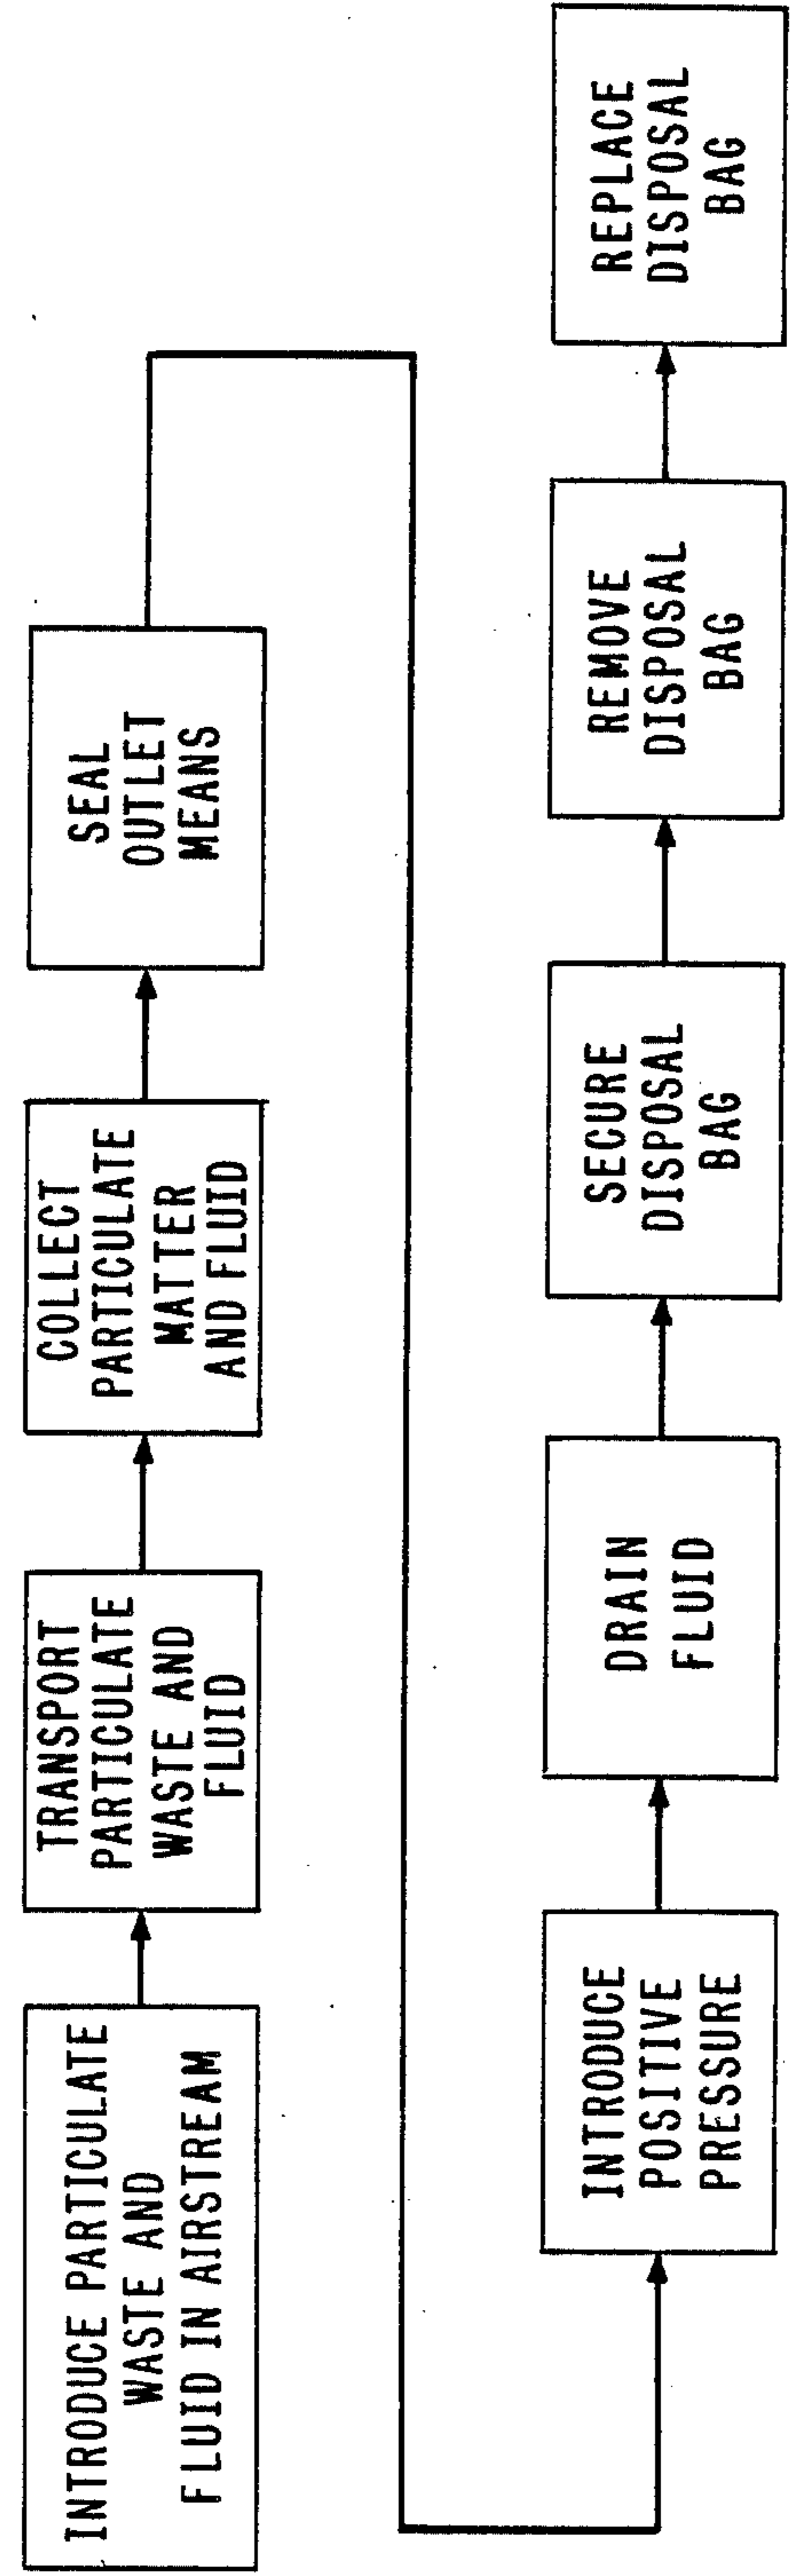 INTRODUCE PARTICULATE
WASTE AND
FLUID IN AIRSTREAM
TRANSPORT
PARTICULATE
WASTE AND
FLUID
COLLECT
PARTICULATE
MATTER
AND FLUID
SEAL
OUTLET
MEANS
INTRODUCE
POSITIVE
PRESSURE
DRAIN
FLUID
SECURE
DISPOSAL
BAG
REMOVE
DISPOSAL
BAG
REPLACE
DISPOSAL
BAG